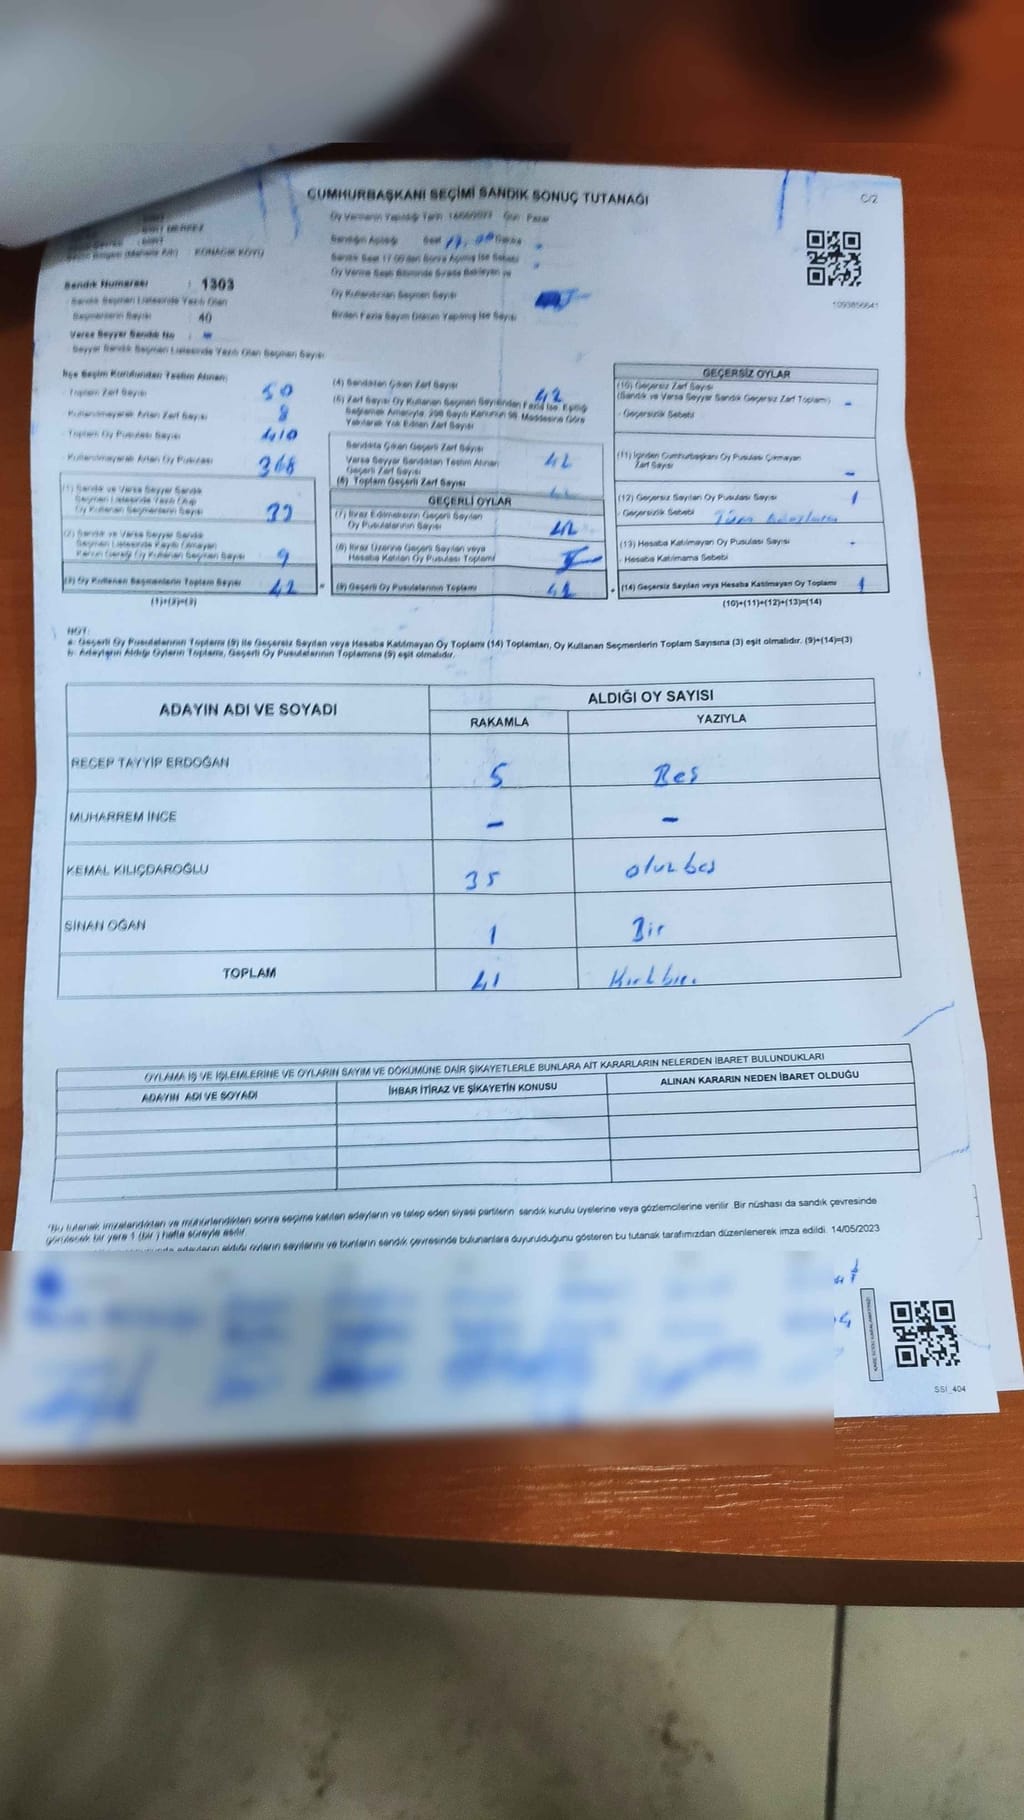 CUMHURBAŞKANI SEÇİMİ SANDIK SONUÇ TUTANAĞI
C/2
Oy Vermenin Yapıldığı Tarih 14/05/2023 Gün: Pazar
Sandığın Açılışı Saat 17.00 Dakika
Sandık Saat 17.00'den Sonra Açılmış İse Sebebi
Oy Verme Saati Bitiminde Sırada Bekleyen ve
Oy Kullandırılan Seçmen Sayısı
Birden Fazla Sayım Döküm Yapılmış İse Sayısı
1093856641
KONACIK KÖYÜ
Sandık Numarası : 1303
Sandık Seçmen Listesinde Yazılı Olan
Seçmenlerin Sayısı : 40
Varsa Seyyar Sandık No : -
Seyyar Sandık Seçmen Listesinde Yazılı Olan Seçmen Sayısı
İlçe Seçim Kurulundan Teslim Alınan;
- Toplam Zarf Sayısı 50
- Kullanılmayarak Artan Zarf Sayısı 8
- Toplam Oy Pusulası Sayısı 410
- Kullanılmayarak Artan Oy Pusulası 368
(1) Sandık ve Varsa Seyyar Sandık
Seçmen Listesinde Yazılı Olup
Oy Kullanan Seçmenlerin Sayısı 33
(2) Sandık ve Varsa Seyyar Sandık
Seçmen Listesinde Kayıtlı Olmayan
Kanun Gereği Oy Kullanan Seçmen Sayısı 9
(3) Oy Kullanan Seçmenlerin Toplam Sayısı 42
(1)+(2)=(3)
(4) Sandıktan Çıkan Zarf Sayısı 42
(5) Zarf Sayısı Oy Kullanan Seçmen Sayısından Fazla İse, Eşitliği
Sağlamak Amacıyla, 298 Sayılı Kanunun 98. Maddesine Göre
Yakılarak Yok Edilen Zarf Sayısı
Sandıkta Çıkan Geçerli Zarf Sayısı
Varsa Seyyar Sandıktan Teslim Alınan
Geçerli Zarf Sayısı 42
(6) Toplam Geçerli Zarf Sayısı
GEÇERLİ OYLAR
(7) İtiraz Edilmeksizin Geçerli Sayılan
Oy Pusulalarının Sayısı
(8) İtiraz Üzerine Geçerli Sayılan veya
Hesaba Katılan Oy Pusulası Toplamı
(9) Geçerli Oy Pusulalarının Toplamı 41
GEÇERSİZ OYLAR
(10) Geçersiz Zarf Sayısı
(Sandık ve Varsa Seyyar Sandık Geçersiz Zarf Toplamı) -
- Geçersizlik Sebebi
(11) İçinden Cumhurbaşkanı Oy Pusulası Çıkmayan
Zarf Sayısı -
(12) Geçersiz Sayılan Oy Pusulası Sayısı 1
- Geçersizlik Sebebi
(13) Hesaba Katılmayan Oy Pusulası Sayısı -
- Hesaba Katılmama Sebebi
(14) Geçersiz Sayılan veya Hesaba Katılmayan Oy Toplamı 1
(10)+(11)+(12)+(13)=(14)
NOT:
a- Geçerli Oy Pusulalarının Toplamı (9) ile Geçersiz Sayılan veya Hesaba Katılmayan Oy Toplamı (14) Toplamları, Oy Kullanan Seçmenlerin Toplam Sayısına (3) eşit olmalıdır. (9)+(14)=(3)
b- Adayların Aldığı Oyların Toplamı, Geçerli Oy Pusulalarının Toplamına (9) eşit olmalıdır.
ADAYIN ADI VE SOYADI
ALDIĞI OY SAYISI
RAKAMLA YAZIYLA
RECEP TAYYİP ERDOĞAN 5 Beş
MUHARREM İNCE - -
KEMAL KILIÇDAROĞLU 35 otuz beş
SİNAN OĞAN 1 Bir
TOPLAM 41 Kırk bir.
OYLAMA İŞ VE İŞLEMLERİNE VE OYLARIN SAYIM VE DÖKÜMÜNE DAİR ŞİKAYETLERLE BUNLARA AİT KARARLARIN NELERDEN İBARET BULUNDUKLARI
ADAYIN ADI VE SOYADI İHBAR İTİRAZ VE ŞİKAYETİN KONUSU ALINAN KARARIN NEDEN İBARET OLDUĞU
*Bu tutanak imzalandıktan ve mühürlendikten sonra seçime katılan adayların ve talep eden siyasi partilerin sandık kurulu üyelerine veya gözlemcilerine verilir. Bir nüshası da sandık çevresinde
görülecek bir yere 1 (bir) hafta süreyle asılır.
adayların aldığı oyların sayılarını ve bunların sandık çevresinde bulunanlara duyurulduğunu gösteren bu tutanak tarafımızdan düzenlenerek imza edildi. 14/05/2023
SSI_404